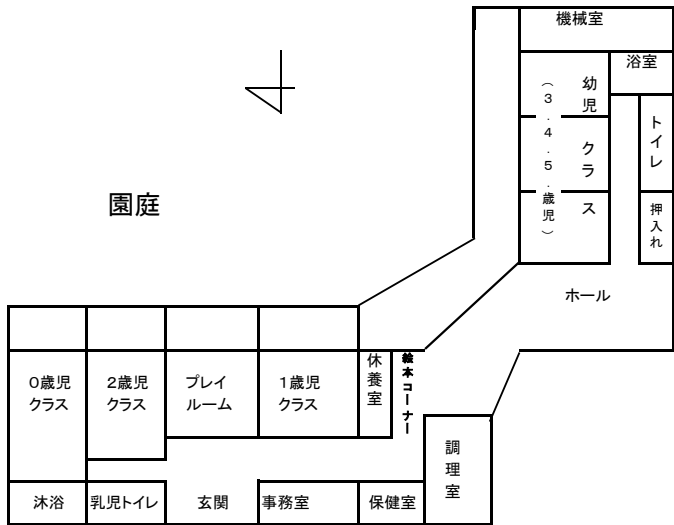 機械室
浴室
幼児
クラス
（3.4.5.歳児）
トイレ
押入れ
園庭
ホール
0歳児
クラス
2歳児
クラス
プレイ
ルーム
1歳児
クラス
休養室
絵本コーナー
調理室
沐浴
乳児トイレ
玄関
事務室
保健室